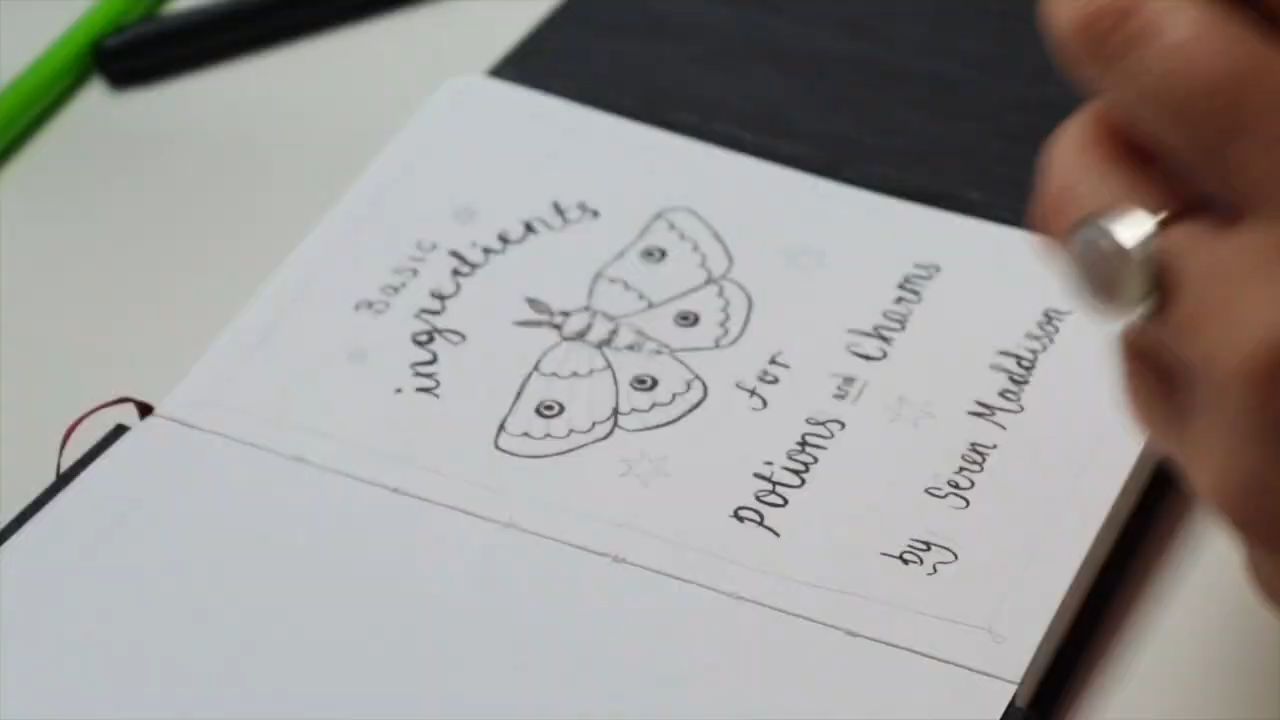 Basic
ingredients
for
Potions and Charms
by Seren Maddison